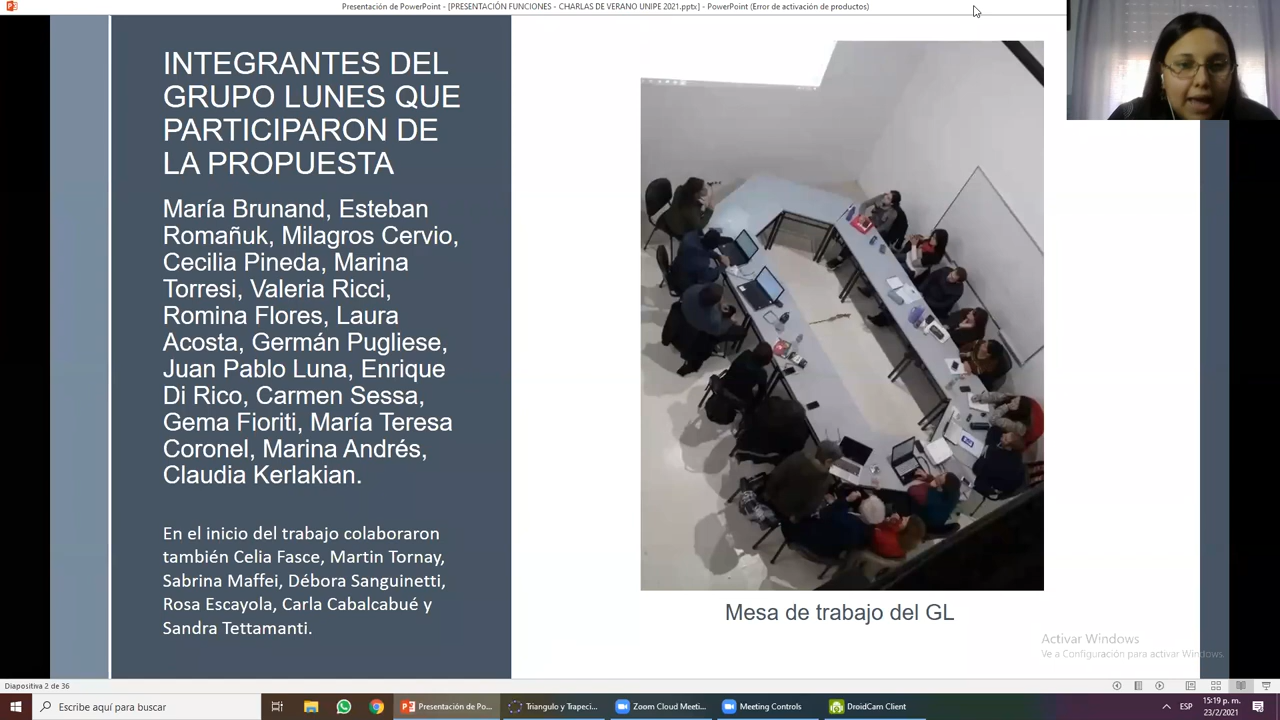 Presentación de PowerPoint - [PRESENTACIÓN FUNCIONES - CHARLAS DE VERANO UNIPE 2021.pptx] - PowerPoint (Error de activación de productos)
INTEGRANTES DEL
GRUPO LUNES QUE
PARTICIPARON DE
LA PROPUESTA
María Brunand, Esteban
Romañuk, Milagros Cervio,
Cecilia Pineda, Marina
Torresi, Valeria Ricci,
Romina Flores, Laura
Acosta, Germán Pugliese,
Juan Pablo Luna, Enrique
Di Rico, Carmen Sessa,
Gema Fioriti, María Teresa
Coronel, Marina Andrés,
Claudia Kerlakian.
En el inicio del trabajo colaboraron
también Celia Fasce, Martin Tornay,
Sabrina Maffei, Débora Sanguinetti,
Rosa Escayola, Carla Cabalcabué y
Sandra Tettamanti.
Mesa de trabajo del GL
Activar Windows
Ve a Configuración para activar Windows.
Diapositiva 2 de 36
Escribe aquí para buscar
Presentación de Po...
Triangulo y Trapeci...
Zoom Cloud Meeti...
Meeting Controls
DroidCam Client
ESP
15:19 p. m.
23/2/2021